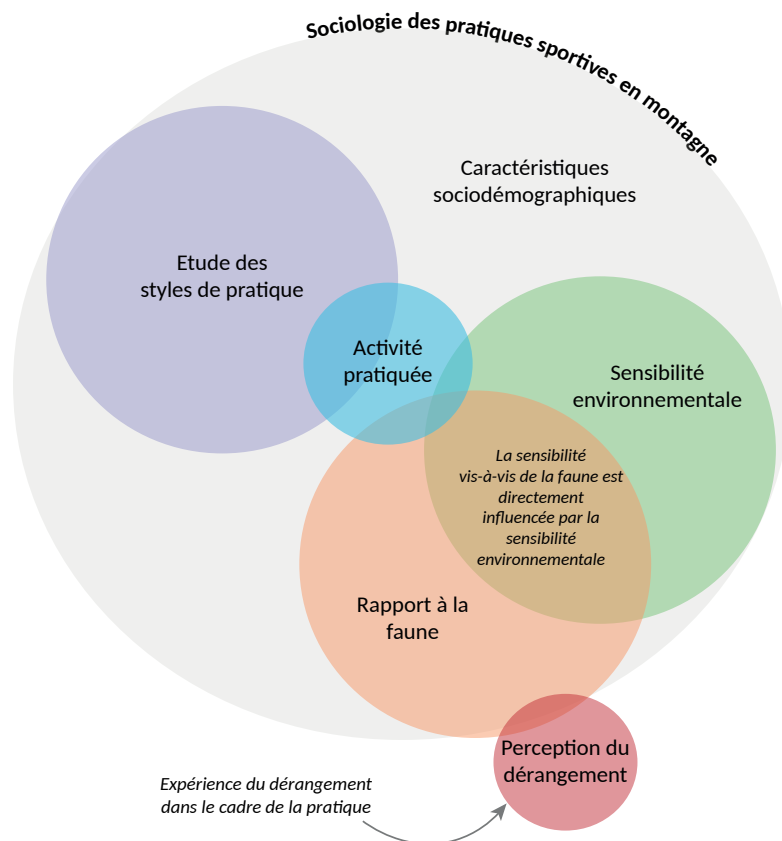 Sociologie des pratiques sportives en montagne
Caractéristiques
sociodémographiques
Etude des
styles de pratique
Activité
pratiquée
Sensibilité
environnementale
La sensibilité
vis-à-vis de la faune est
directement
influencée par la
sensibilité
environnementale
Rapport à la
faune
Perception du
dérangement
Expérience du dérangement
dans le cadre de la pratique